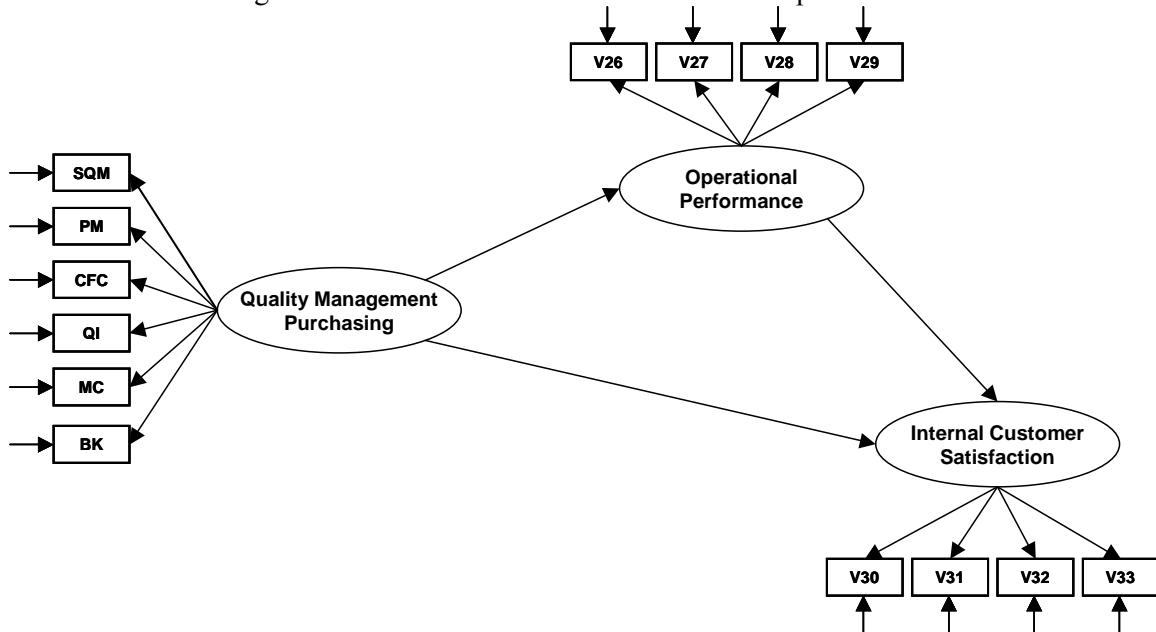 V26 V27 V28 V29
Operational
Performance
SQM
PM
CFC
QI
MC
BK
Quality Management
Purchasing
Internal Customer
Satisfaction
V30 V31 V32 V33